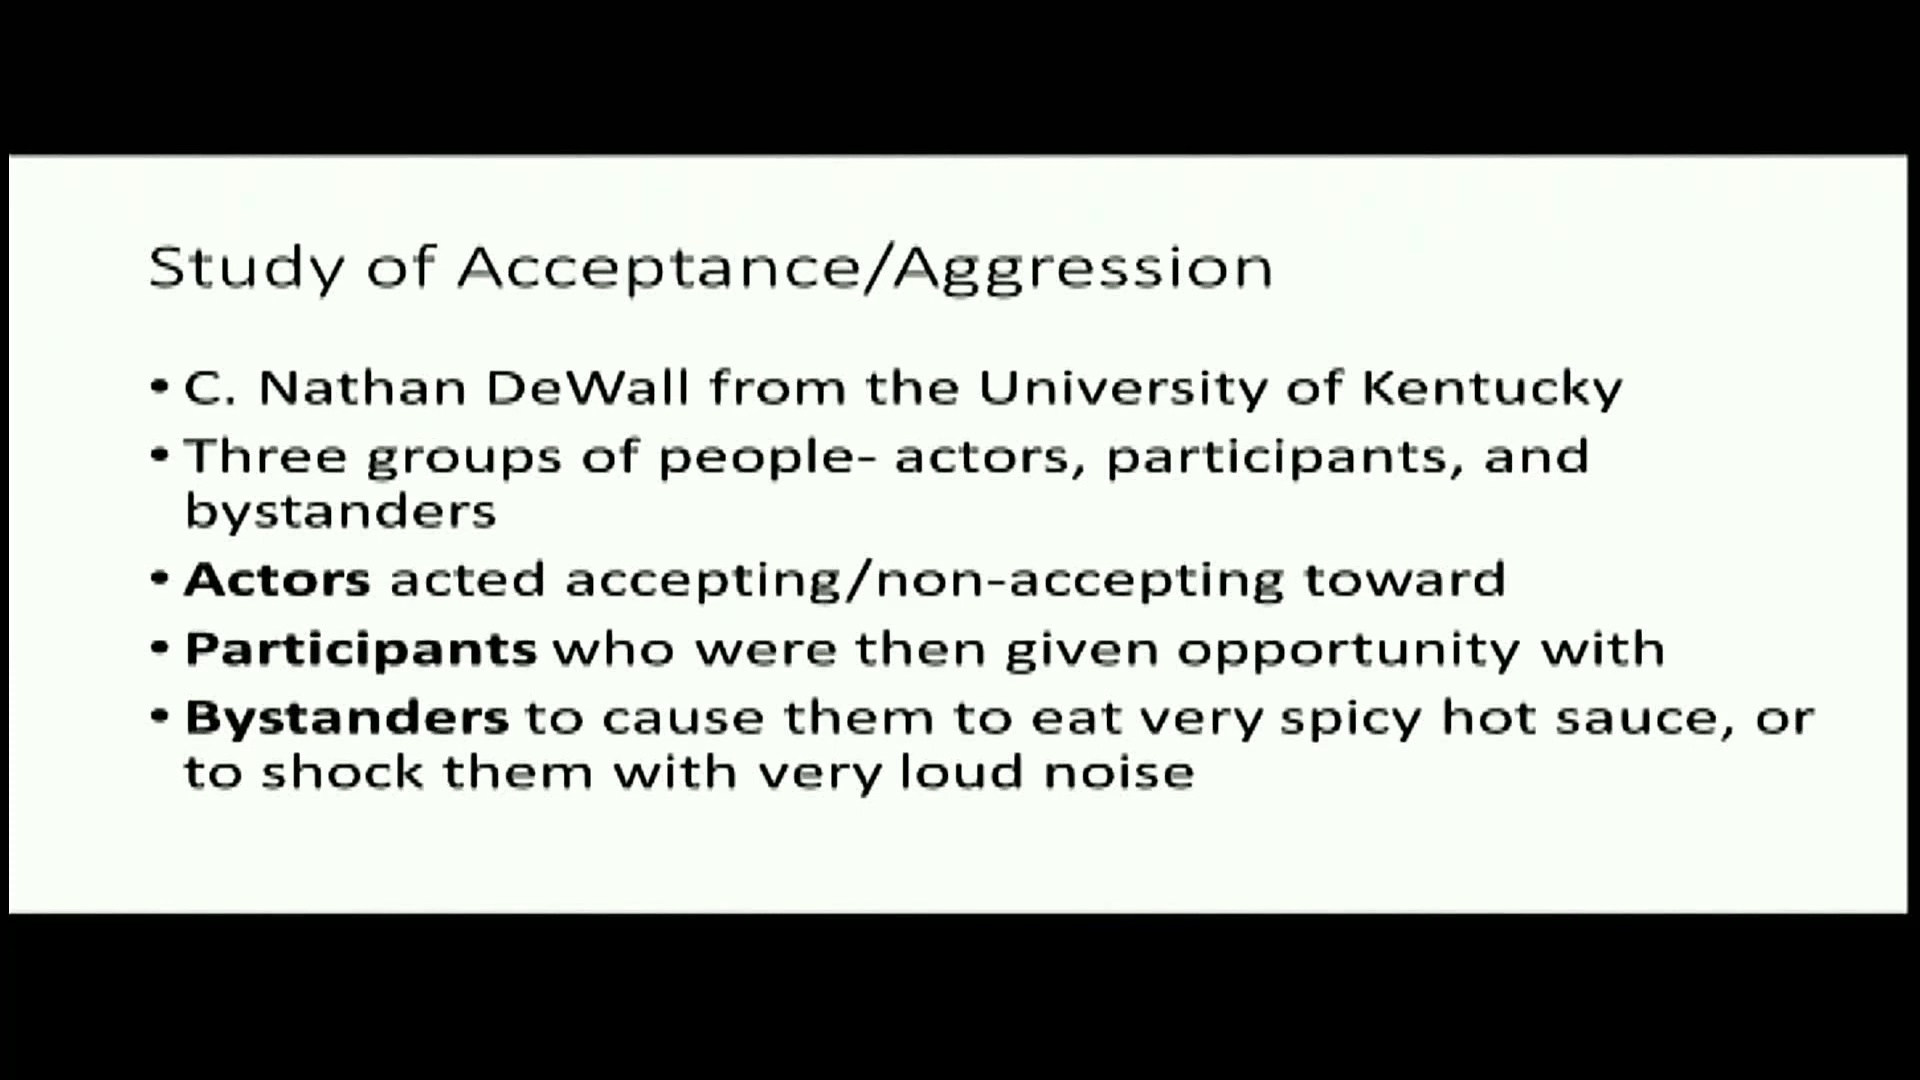 Study of Acceptance/Aggression
• C. Nathan DeWall from the University of Kentucky
• Three groups of people- actors, participants, and
bystanders
• Actors acted accepting/non-accepting toward
• Participants who were then given opportunity with
• Bystanders to cause them to eat very spicy hot sauce, or
to shock them with very loud noise